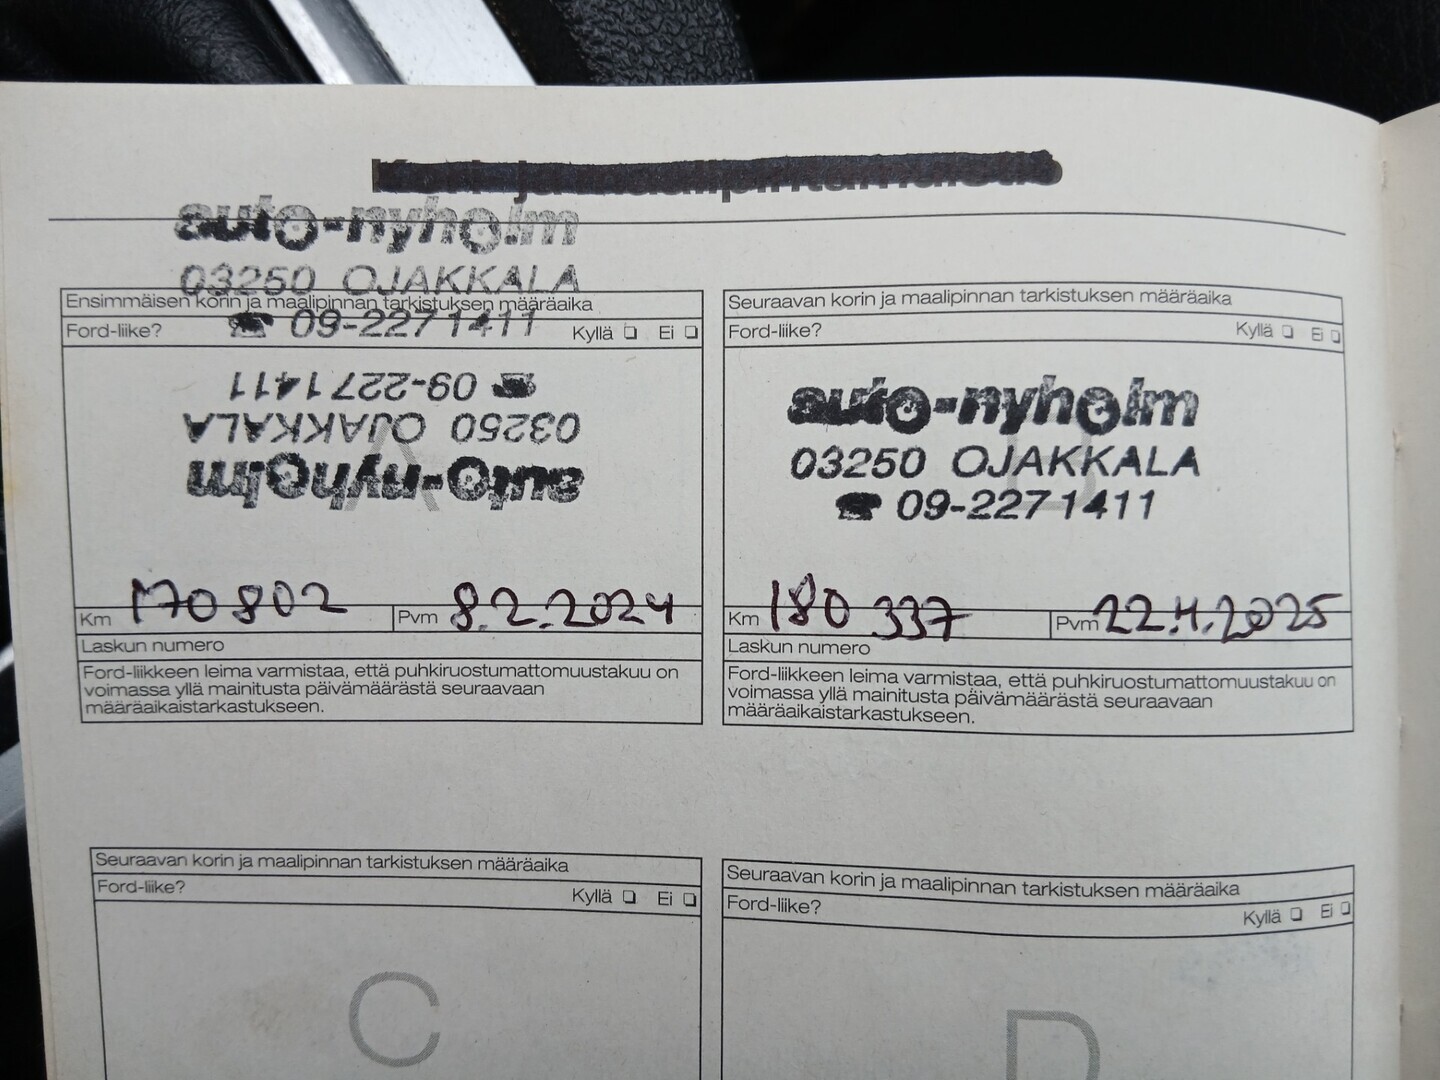 auto-nyholm
03250 OJAKKALA
☎ 09-227 1411
Ensimmäisen korin ja maalipinnan tarkistuksen määräaika
Ford-liike? Kyllä ❏ Ei ❏
☎ 09-227 1411
03250 OJAKKALA
auto-nyholm
A
Km 170 802 Pvm 8.2.2024
Laskun numero
Ford-liikkeen leima varmistaa, että puhkiruostumattomuustakuu on
voimassa yllä mainitusta päivämäärästä seuraavaan
määräaikaistarkastukseen.
Seuraavan korin ja maalipinnan tarkistuksen määräaika
Ford-liike? Kyllä ❏ Ei ❏
auto-nyholm
03250 OJAKKALA
☎ 09-227 1411
Km 180 337 Pvm 22.4.2025
Laskun numero
Ford-liikkeen leima varmistaa, että puhkiruostumattomuustakuu on
voimassa yllä mainitusta päivämäärästä seuraavaan
määräaikaistarkastukseen.
Seuraavan korin ja maalipinnan tarkistuksen määräaika
Ford-liike? Kyllä ❏ Ei ❏
C
Seuraavan korin ja maalipinnan tarkistuksen määräaika
Ford-liike? Kyllä ❏ Ei ❏
D